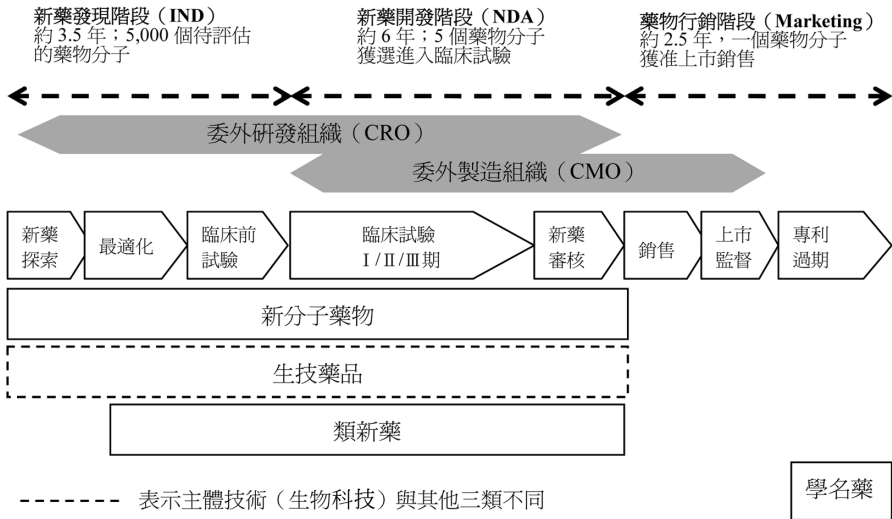 新藥發現階段（IND）
約 3.5 年；5,000 個待評估
的藥物分子
新藥開發階段（NDA）
約 6 年；5 個藥物分子
獲選進入臨床試驗
藥物行銷階段（Marketing）
約 2.5 年，一個藥物分子
獲准上市銷售
委外研發組織（CRO）
委外製造組織（CMO）
新藥
探索
最適化
臨床前
試驗
臨床試驗
Ⅰ/Ⅱ/Ⅲ期
新藥
審核
銷售
上市
監督
專利
過期
新分子藥物
生技藥品
類新藥
表示主體技術（生物科技）與其他三類不同
學名藥